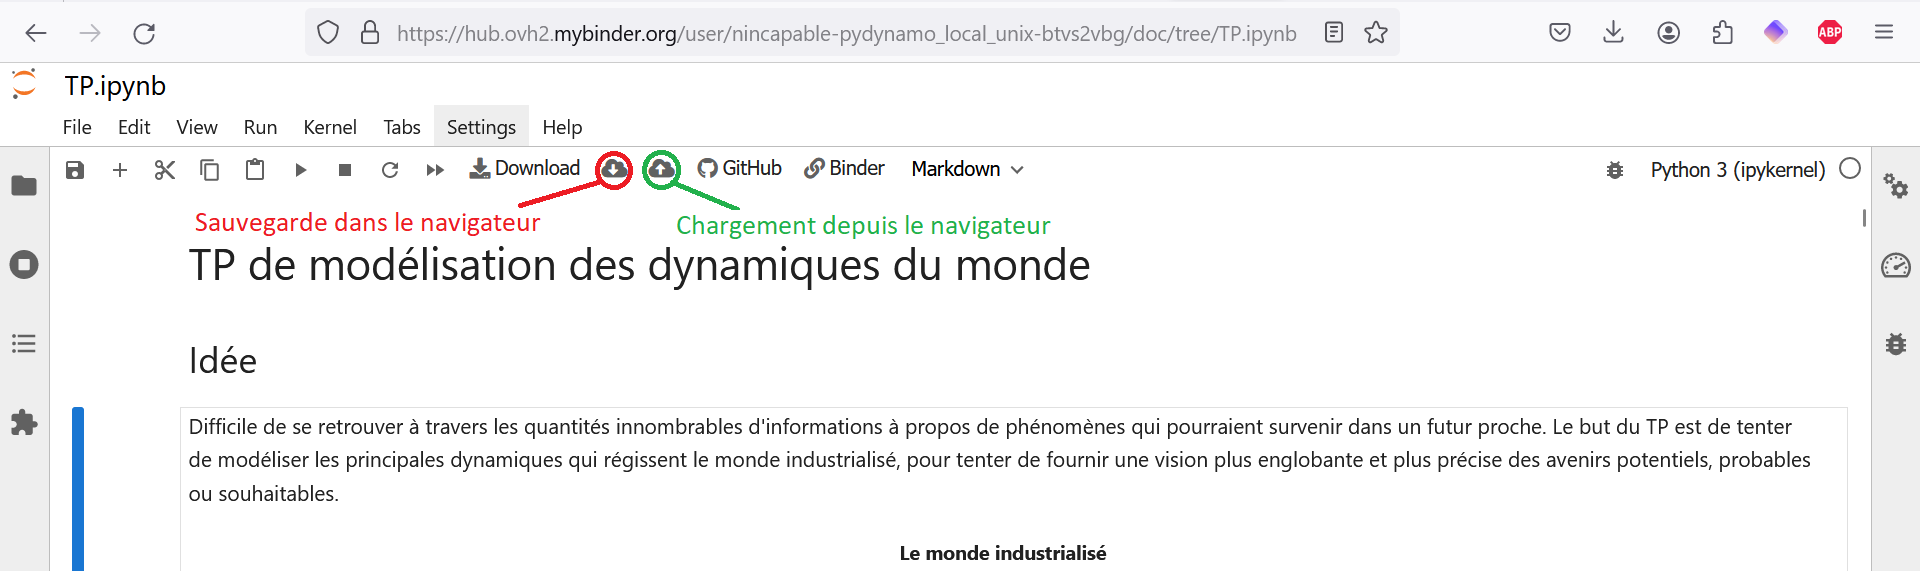 https://hub.ovh2.mybinder.org/user/nincapable-pydynamo_local_unix-btvs2vbg/doc/tree/TP.ipynb
ABP
TP.ipynb
File Edit View Run Kernel Tabs Settings Help
Download GitHub Binder Markdown Python 3 (ipykernel)
Sauvegarde dans le navigateur
Chargement depuis le navigateur
TP de modélisation des dynamiques du monde
Idée
Difficile de se retrouver à travers les quantités innombrables d'informations à propos de phénomènes qui pourraient survenir dans un futur proche. Le but du TP est de tenter
de modéliser les principales dynamiques qui régissent le monde industrialisé, pour tenter de fournir une vision plus englobante et plus précise des avenirs potentiels, probables
ou souhaitables.
Le monde industrialisé